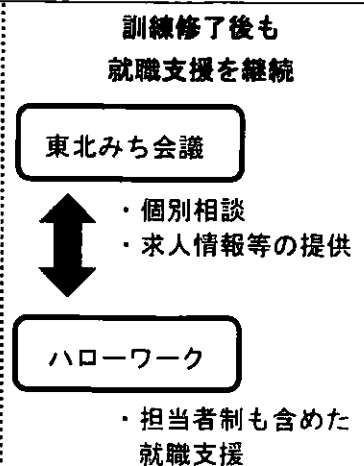 訓練修了後も
就職支援を継続
東北みち会議
・個別相談
・求人情報等の提供
ハローワーク
・担当者制も含めた
就職支援